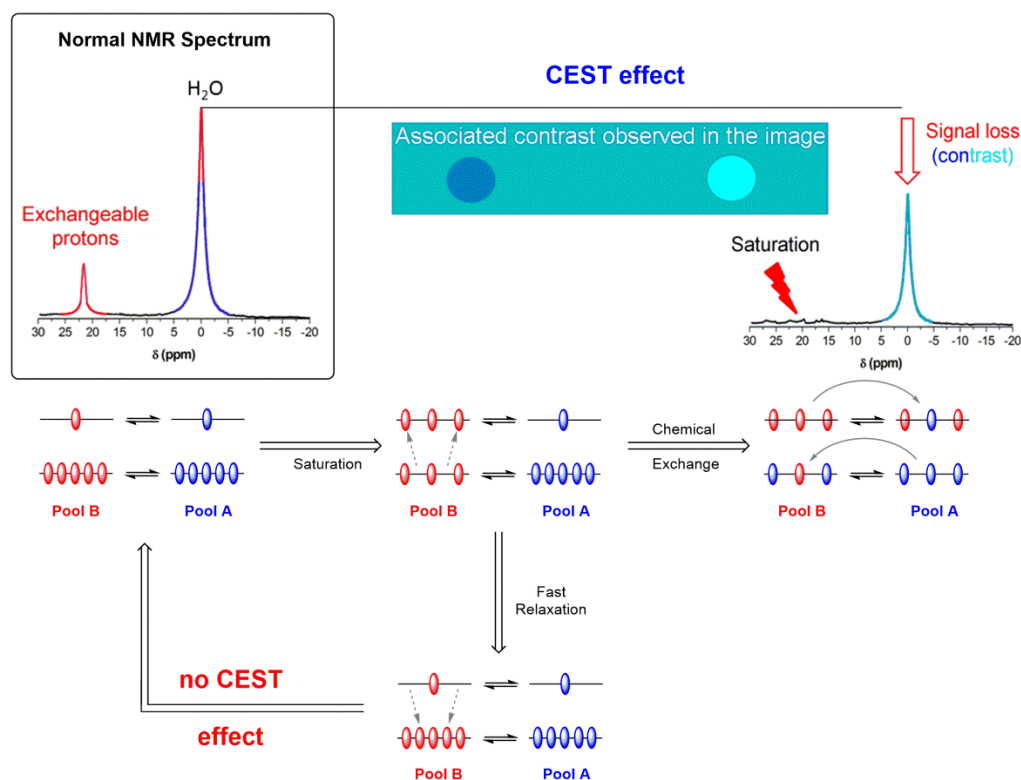 Normal NMR Spectrum
H₂O
Exchangeable
protons
30 25 20 15 10 5 0 -5 -10 -15 -20
δ (ppm)
CEST effect
Associated contrast observed in the image
Signal loss
(contrast)
Saturation
30 25 20 15 10 5 0 -5 -10 -15 -20
δ (ppm)
Pool B
Pool A
Saturation
Pool B
Pool A
Chemical
Exchange
Pool B
Pool A
Fast
Relaxation
no CEST
effect
Pool B
Pool A